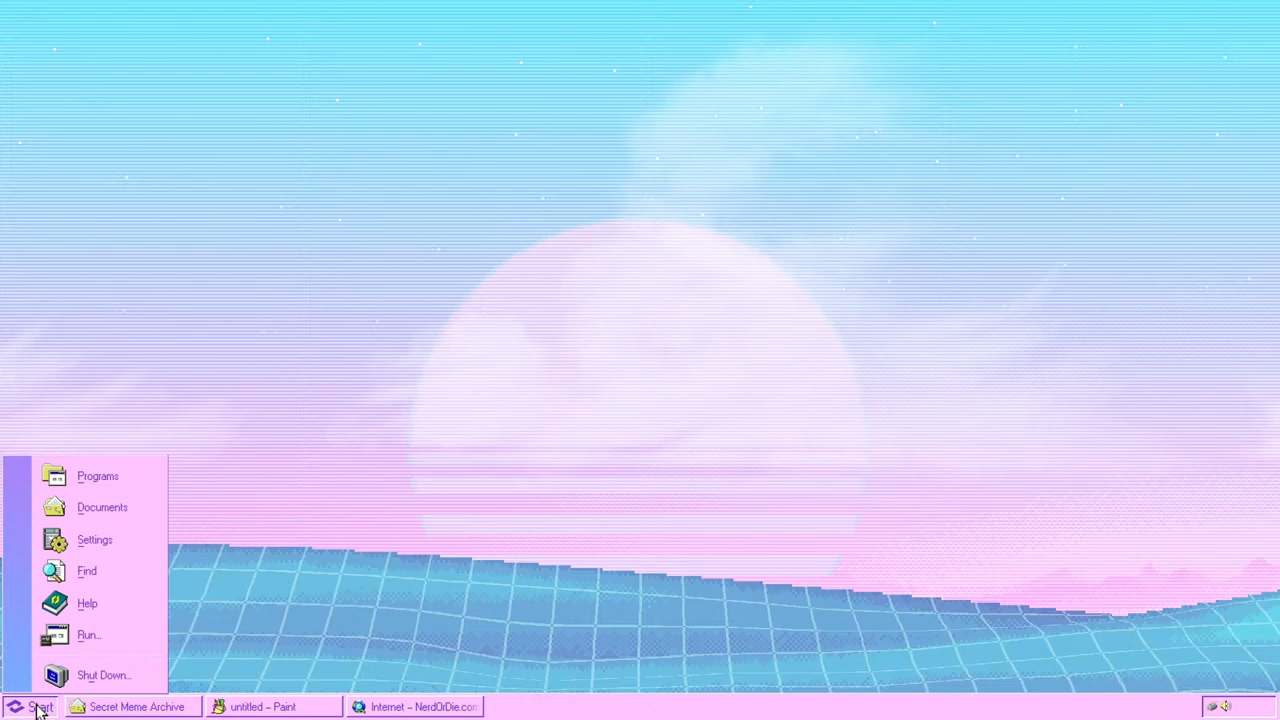 Programs
Documents
Settings
Find
Help
Run...
Shut Down...
Start
Secret Meme Archive
untitled – Paint
Internet – NerdOrDie.com